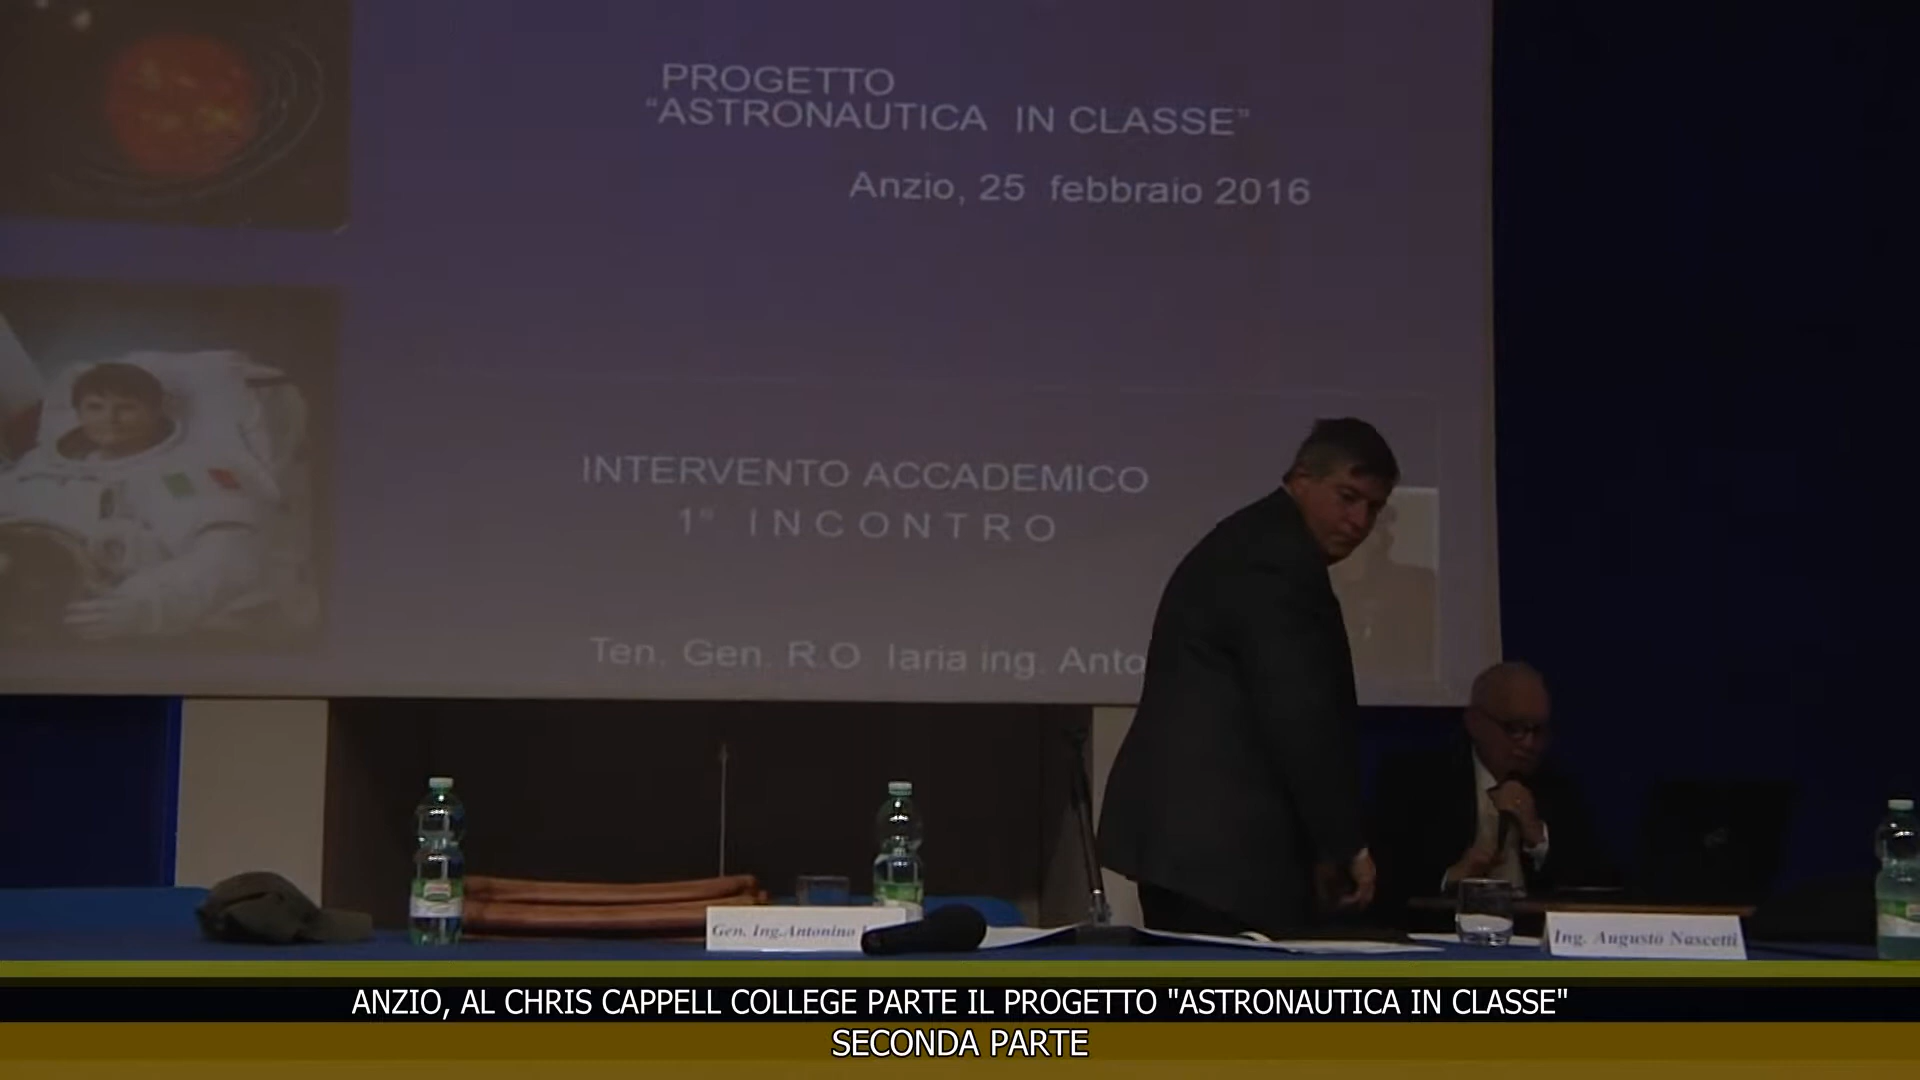 PROGETTO
“ASTRONAUTICA IN CLASSE”
Anzio, 25 febbraio 2016
INTERVENTO ACCADEMICO
1° INCONTRO
Ten. Gen. R.O Iaria ing. Anto
Gen. Ing.Antonino
Ing. Augusto Nascetti
ANZIO, AL CHRIS CAPPELL COLLEGE PARTE IL PROGETTO "ASTRONAUTICA IN CLASSE"
SECONDA PARTE